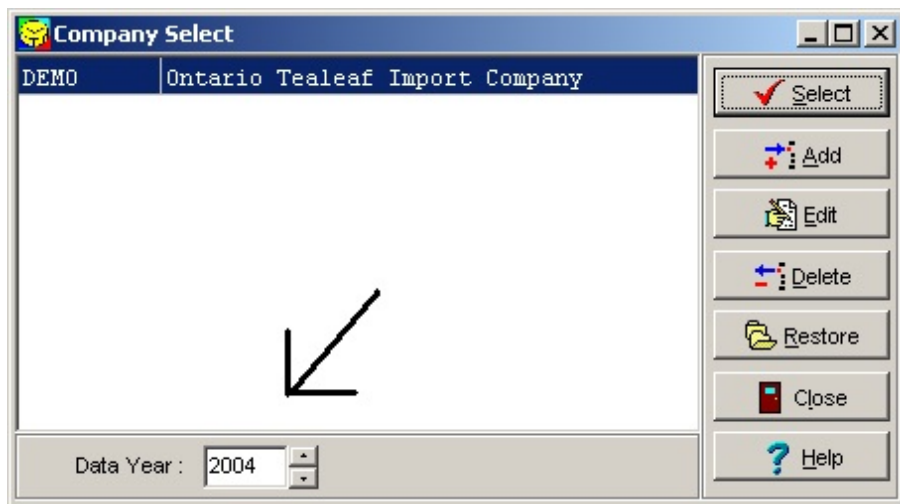 Company Select
DEMO Ontario Tealeaf Import Company
Select
Add
Edit
Delete
Restore
Close
Help
Data Year : 2004